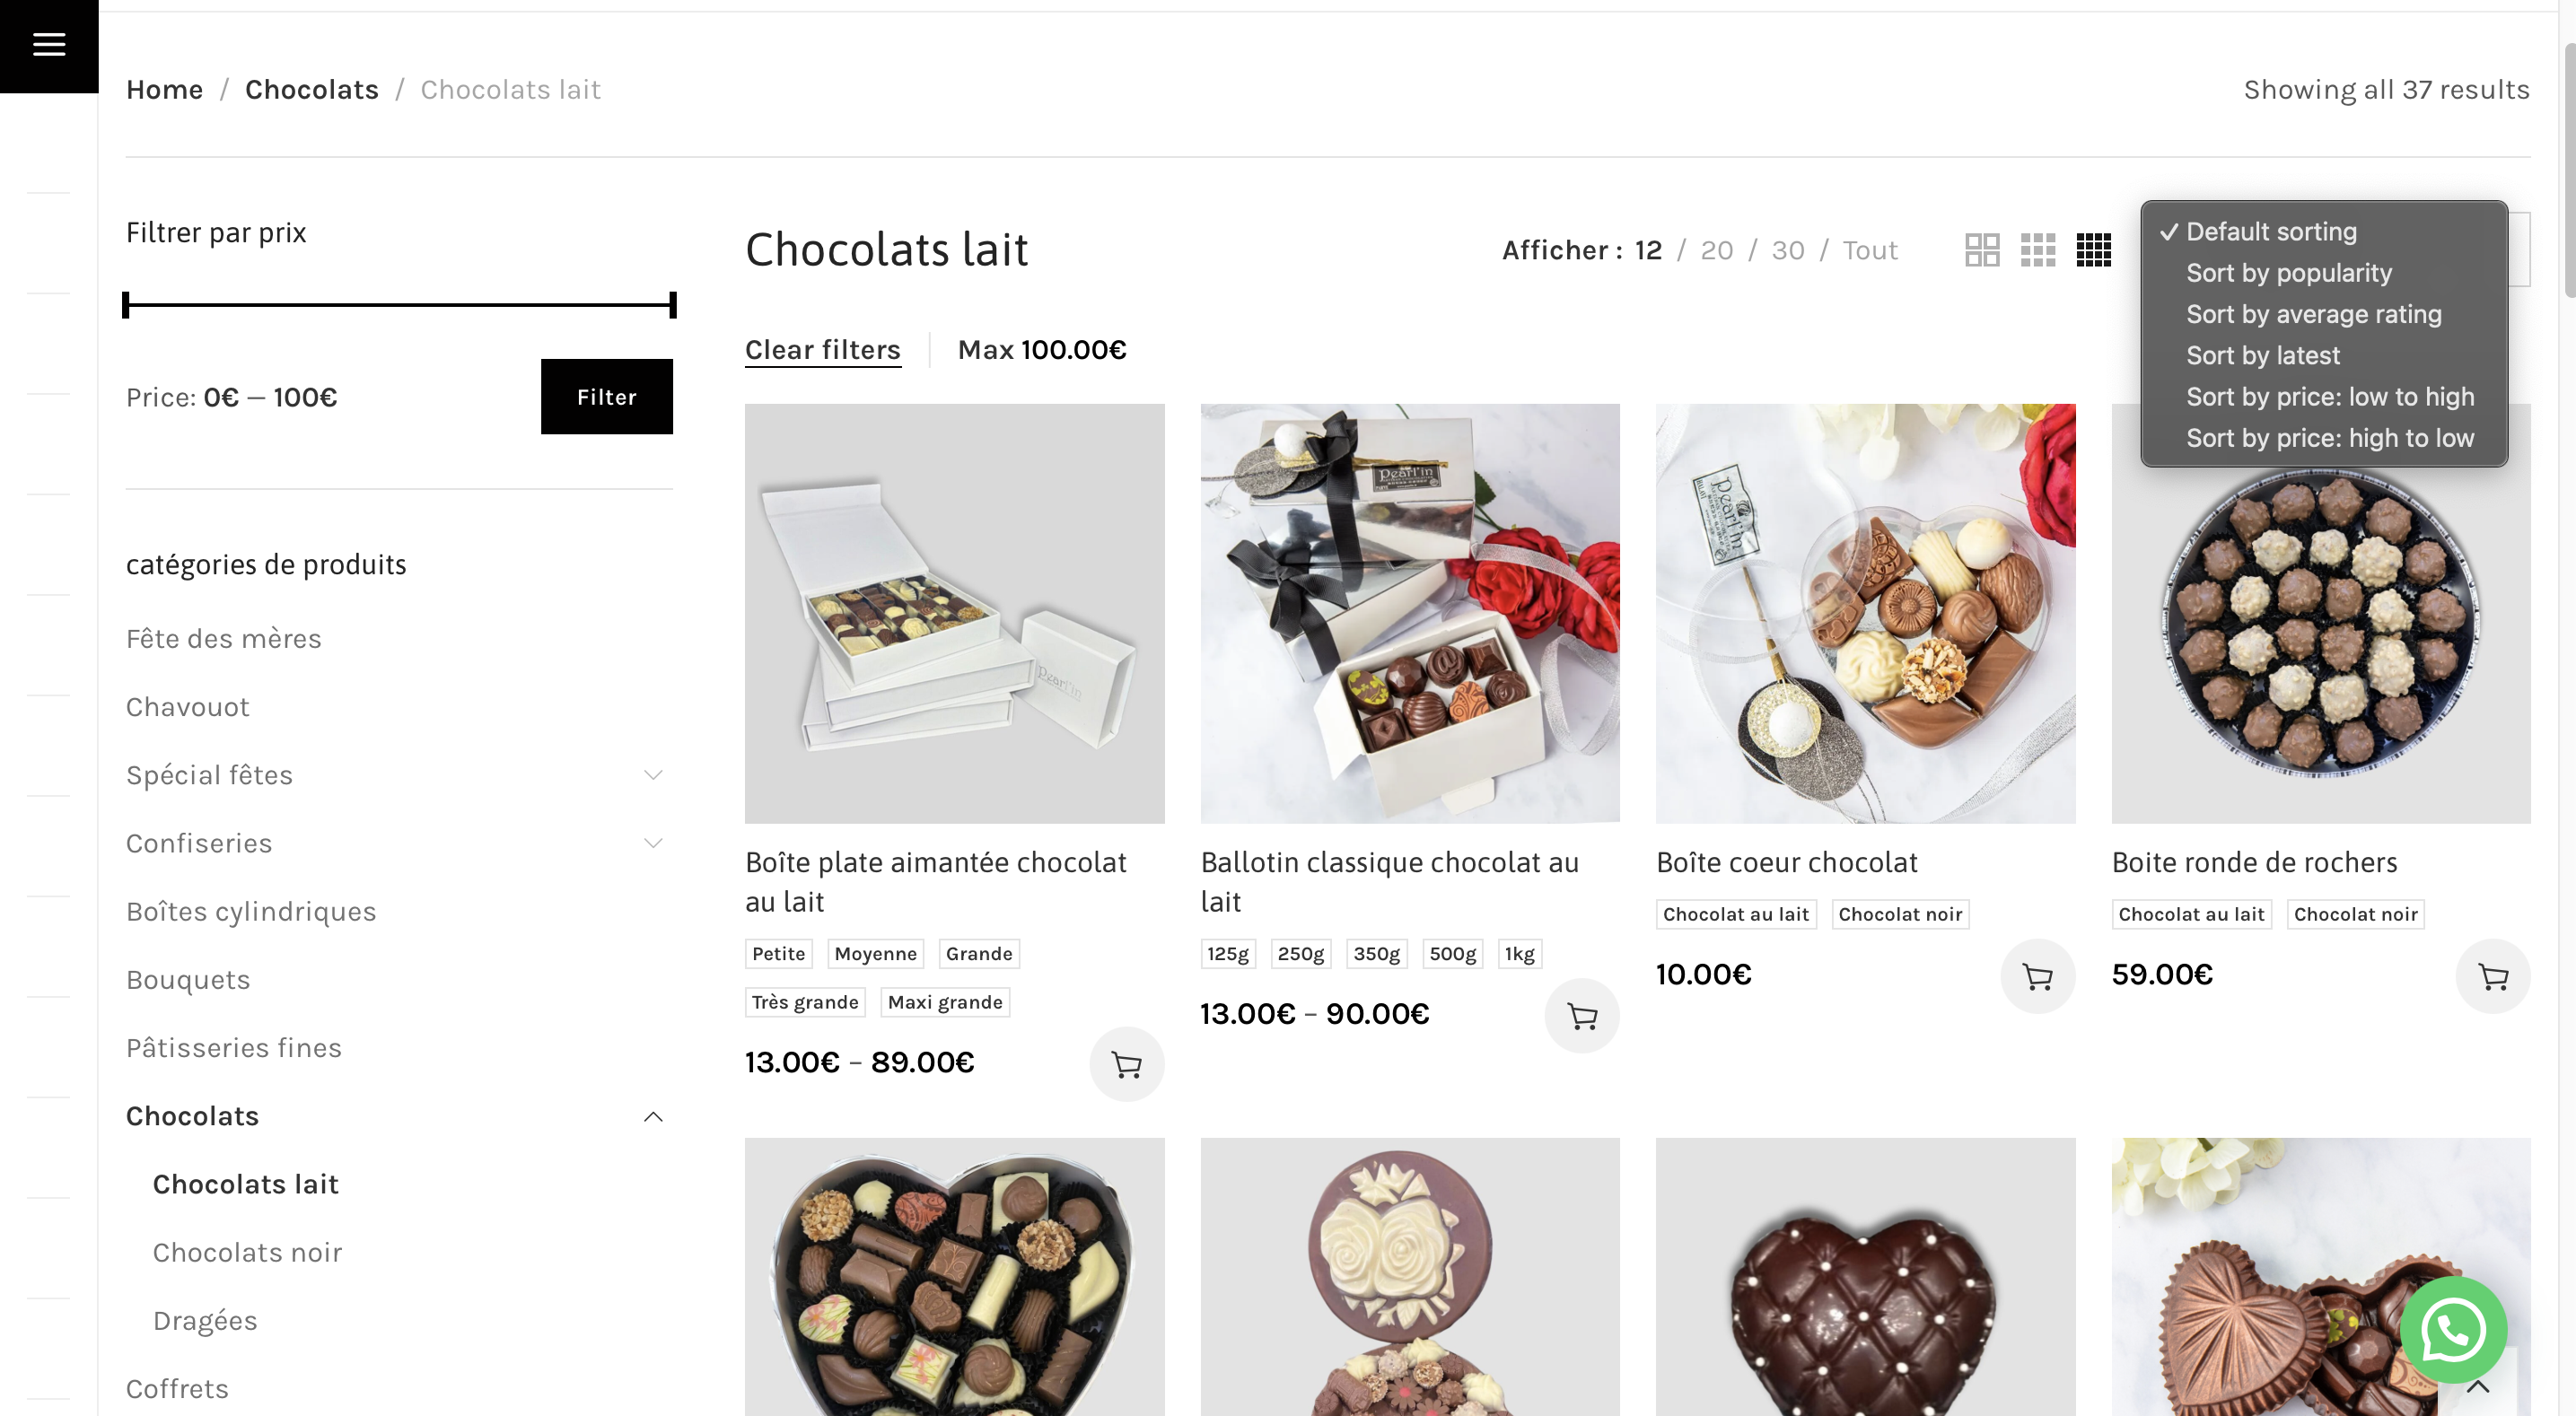 Home / Chocolats / Chocolats lait
Showing all 37 results
Filtrer par prix
Price: 0€ — 100€
Filter
catégories de produits
Fête des mères
Chavouot
Spécial fêtes
Confiseries
Boîtes cylindriques
Bouquets
Pâtisseries fines
Chocolats
Chocolats lait
Chocolats noir
Dragées
Coffrets
Chocolats lait
Afficher : 12 / 20 / 30 / Tout
✓ Default sorting
Sort by popularity
Sort by average rating
Sort by latest
Sort by price: low to high
Sort by price: high to low
Clear filters
Max 100.00€
Pearl'in
Boîte plate aimantée chocolat
au lait
Petite Moyenne Grande
Très grande Maxi grande
13.00€ – 89.00€
Pearl'in
Ballotin classique chocolat au
lait
125g 250g 350g 500g 1kg
13.00€ – 90.00€
Pearl'in
Boîte coeur chocolat
Chocolat au lait Chocolat noir
10.00€
Boite ronde de rochers
Chocolat au lait Chocolat noir
59.00€